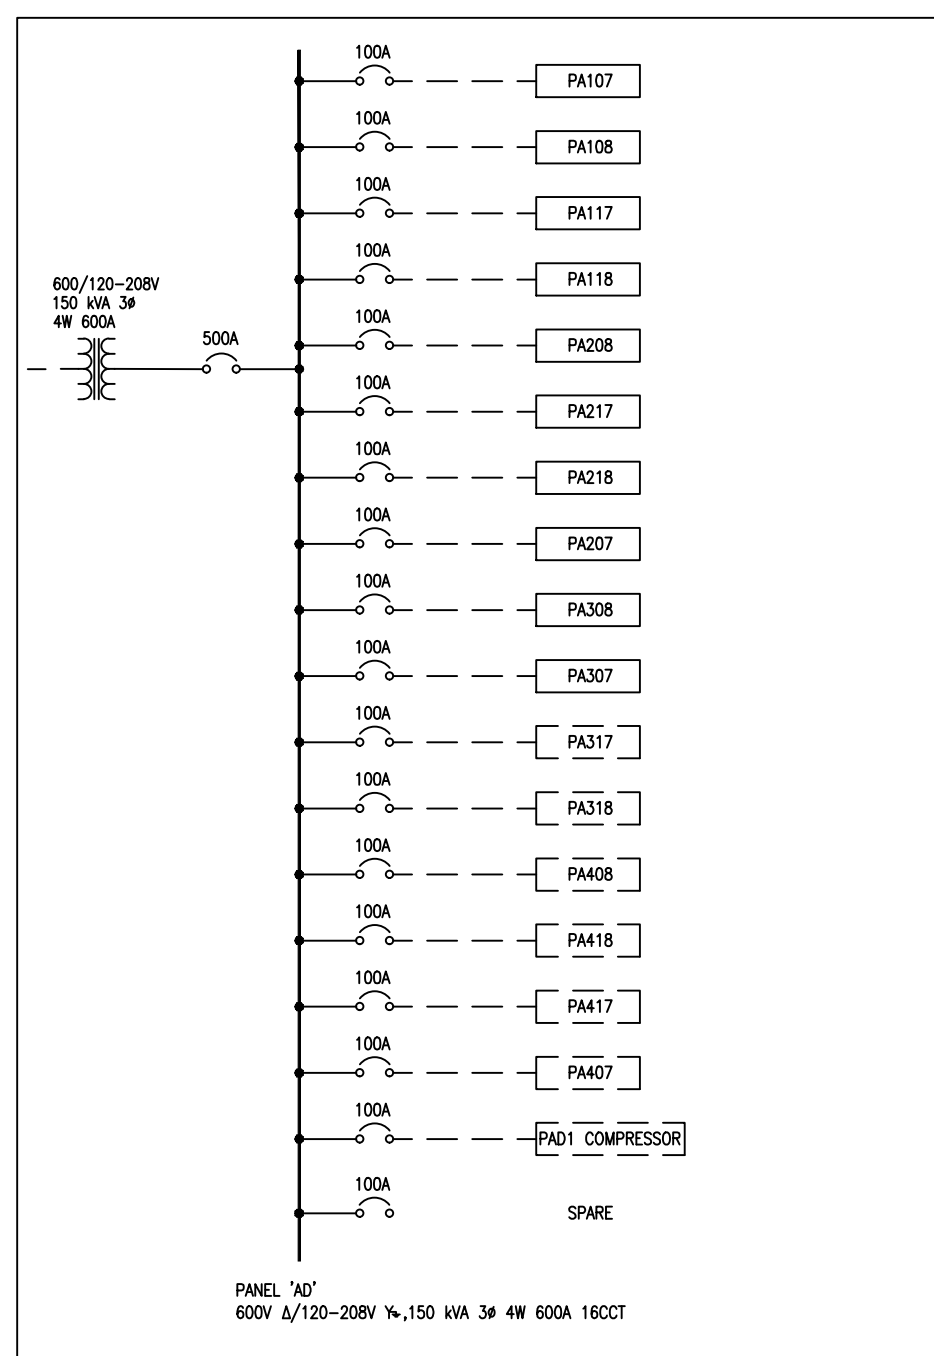 100A
PA107
100A
PA108
100A
PA117
100A
PA118
600/120-208V
150 kVA 3ø
4W 600A
500A
100A
PA208
100A
PA217
100A
PA218
100A
PA207
100A
PA308
100A
PA307
100A
PA317
100A
PA318
100A
PA408
100A
PA418
100A
PA417
100A
PA407
100A
PAD1 COMPRESSOR
100A
SPARE
PANEL 'AD'
600V Δ/120-208V Y⏚,150 kVA 3ø 4W 600A 16CCT